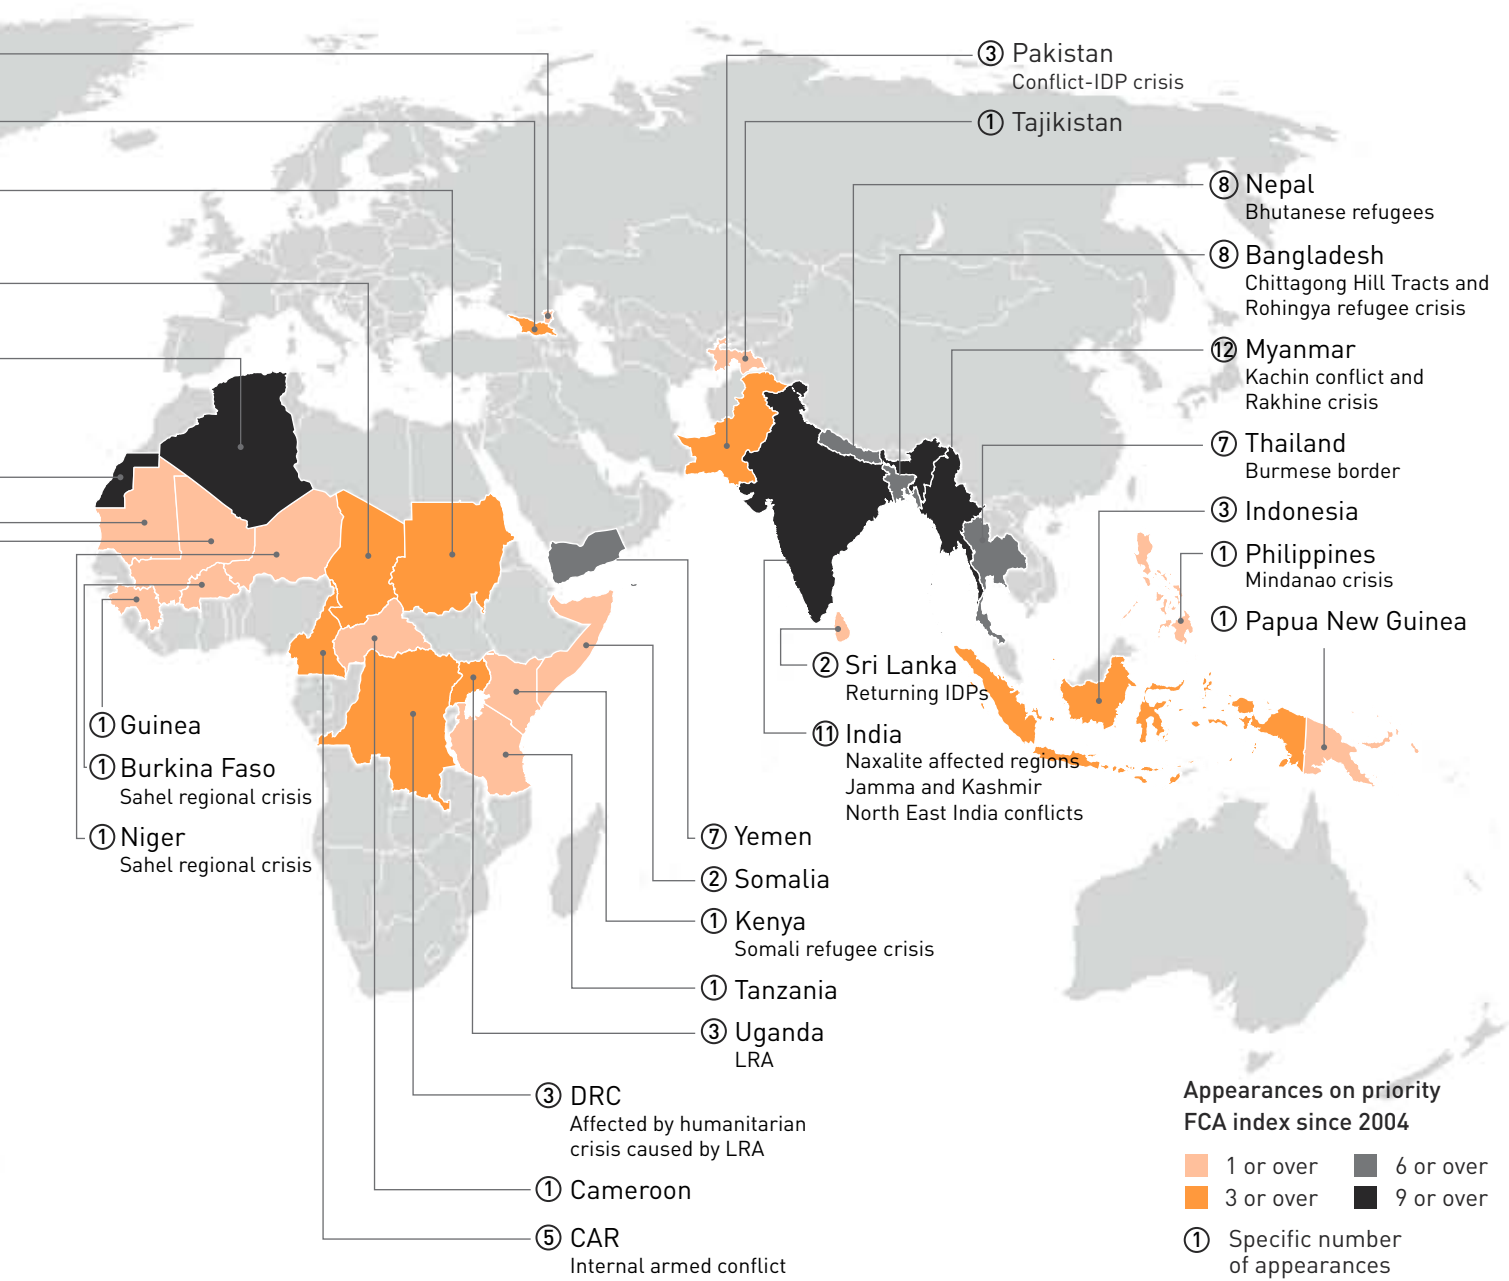 3 Pakistan
Conflict-IDP crisis
1 Tajikistan
8 Nepal
Bhutanese refugees
8 Bangladesh
Chittagong Hill Tracts and
Rohingya refugee crisis
12 Myanmar
Kachin conflict and
Rakhine crisis
7 Thailand
Burmese border
3 Indonesia
1 Philippines
Mindanao crisis
1 Papua New Guinea
2 Sri Lanka
Returning IDPs
11 India
Naxalite affected regions
Jamma and Kashmir
North East India conflicts
1 Guinea
1 Burkina Faso
Sahel regional crisis
1 Niger
Sahel regional crisis
7 Yemen
2 Somalia
1 Kenya
Somali refugee crisis
1 Tanzania
3 Uganda
LRA
3 DRC
Affected by humanitarian
crisis caused by LRA
1 Cameroon
5 CAR
Internal armed conflict
Appearances on priority
FCA index since 2004
1 or over
6 or over
3 or over
9 or over
1 Specific number
of appearances